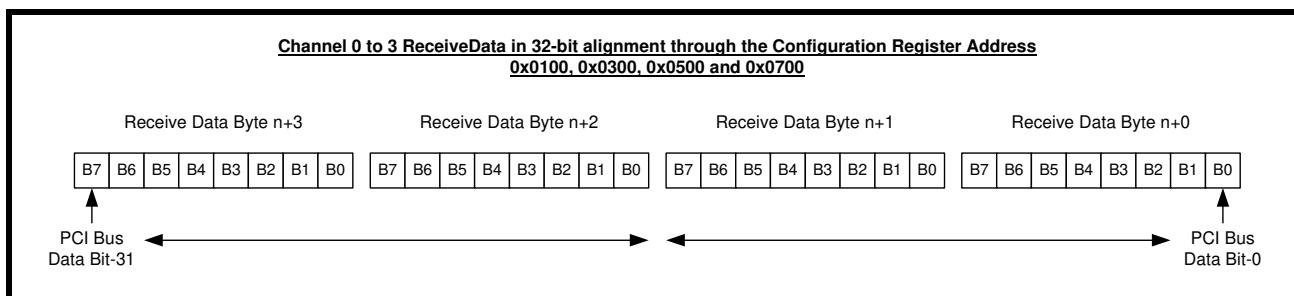 Channel 0 to 3 ReceiveData in 32-bit alignment through the Configuration Register Address
0x0100, 0x0300, 0x0500 and 0x0700
Receive Data Byte n+3 Receive Data Byte n+2 Receive Data Byte n+1 Receive Data Byte n+0
B7 B6 B5 B4 B3 B2 B1 B0 B7 B6 B5 B4 B3 B2 B1 B0 B7 B6 B5 B4 B3 B2 B1 B0 B7 B6 B5 B4 B3 B2 B1 B0
PCI Bus PCI Bus
Data Bit-31 Data Bit-0